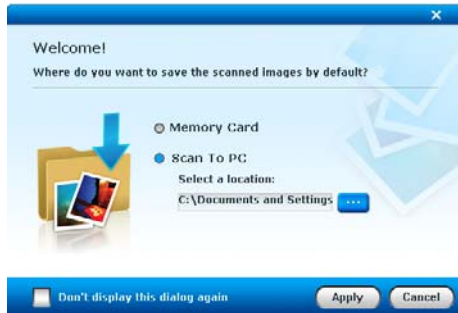 Welcome!
Where do you want to save the scanned images by default?
Memory Card
Scan To PC
Select a location:
C:\Documents and Settings
...
Don't display this dialog again
Apply
Cancel